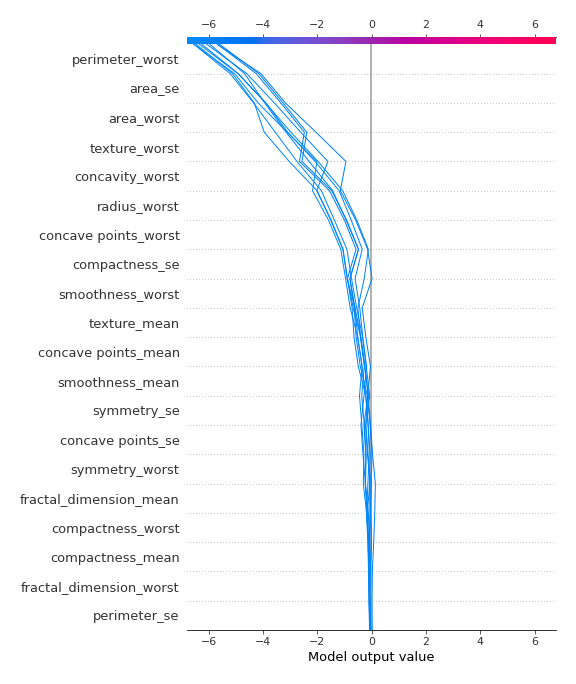 −6 −4 −2 0 2 4 6
perimeter_worst
area_se
area_worst
texture_worst
concavity_worst
radius_worst
concave points_worst
compactness_se
smoothness_worst
texture_mean
concave points_mean
smoothness_mean
symmetry_se
concave points_se
symmetry_worst
fractal_dimension_mean
compactness_worst
compactness_mean
fractal_dimension_worst
perimeter_se
−6 −4 −2 0 2 4 6
Model output value